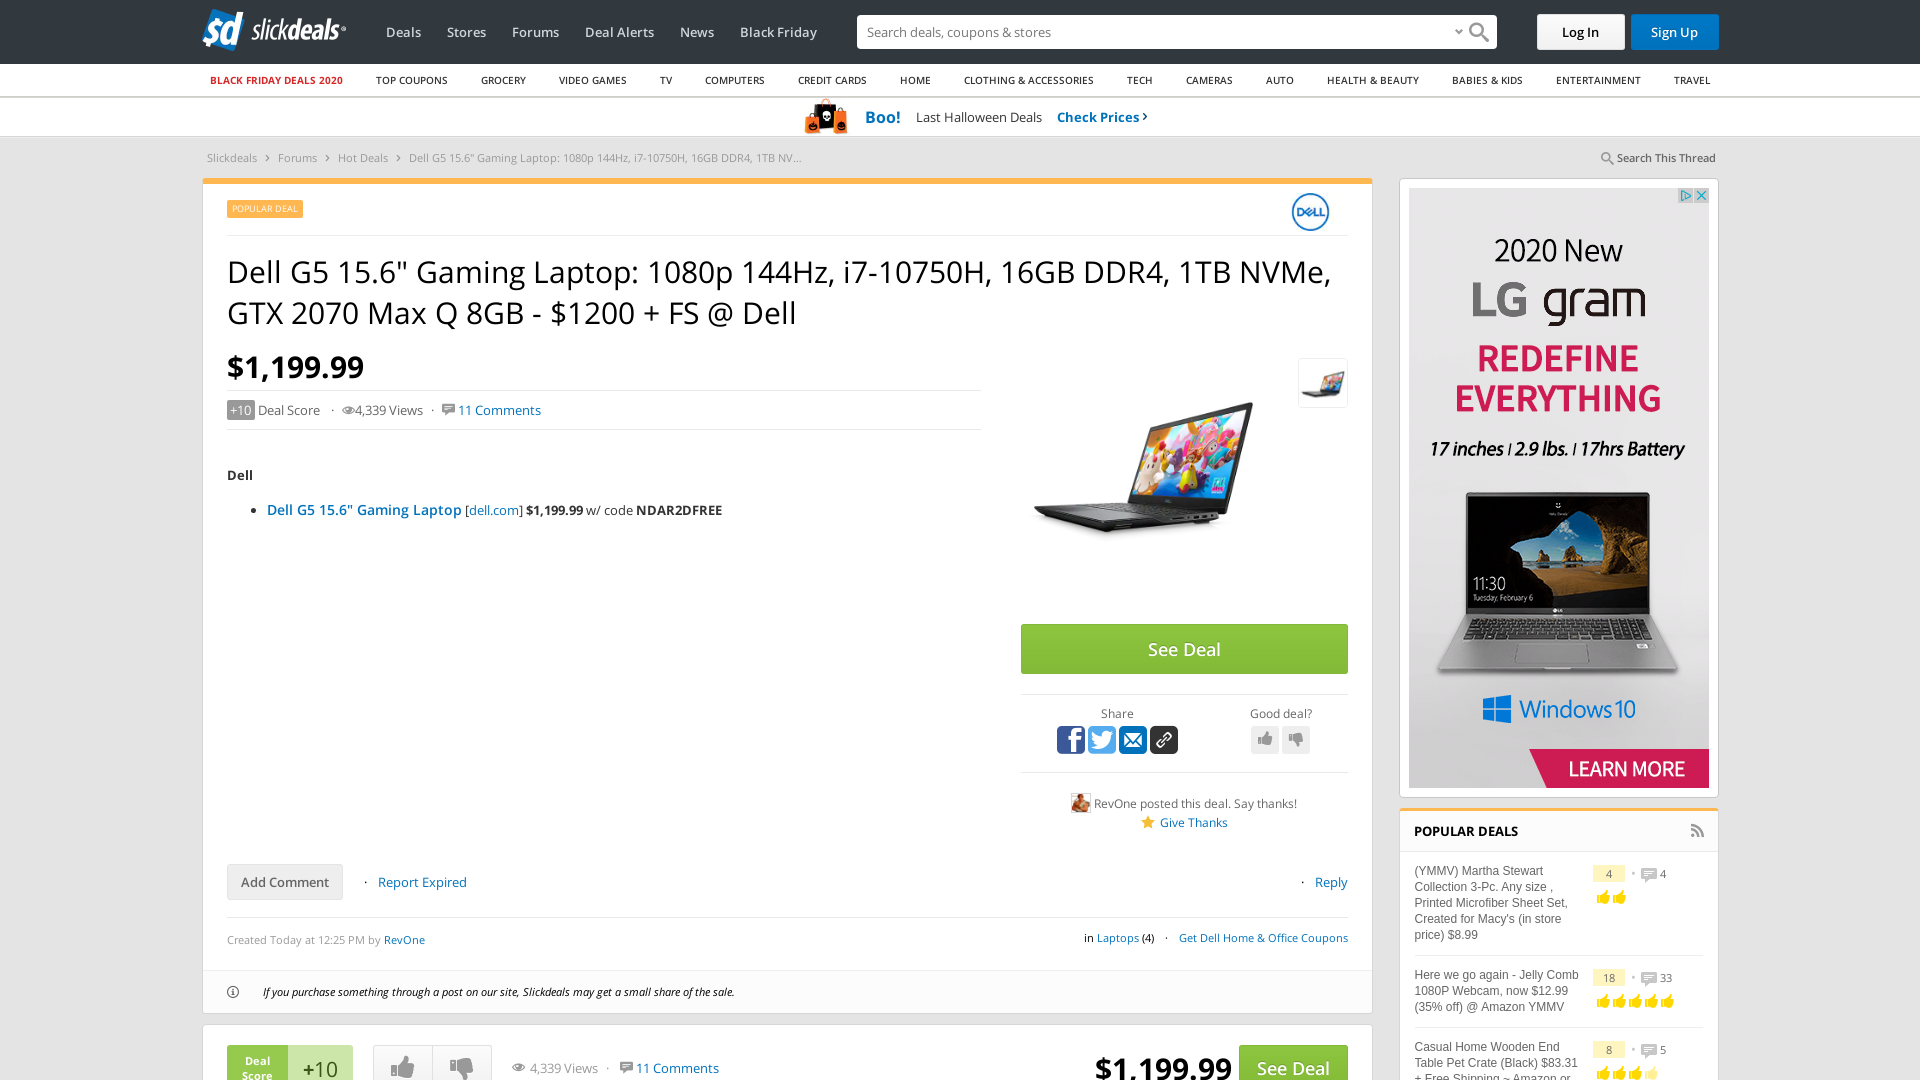 slickdeals
Deals
Stores
Forums
Deal Alerts
News
Black Friday
Search deals, coupons & stores
Log In
Sign Up
BLACK FRIDAY DEALS 2020
TOP COUPONS
GROCERY
VIDEO GAMES
TV
COMPUTERS
CREDIT CARDS
HOME
CLOTHING & ACCESSORIES
TECH
CAMERAS
AUTO
HEALTH & BEAUTY
BABIES & KIDS
ENTERTAINMENT
TRAVEL
Boo! Last Halloween Deals Check Prices ›
Slickdeals › Forums › Hot Deals › Dell G5 15.6" Gaming Laptop: 1080p 144Hz, i7-10750H, 16GB DDR4, 1TB NV...
Search This Thread
POPULAR DEAL
DELL
Dell G5 15.6" Gaming Laptop: 1080p 144Hz, i7-10750H, 16GB DDR4, 1TB NVMe,
GTX 2070 Max Q 8GB - $1200 + FS @ Dell
$1,199.99
+10 Deal Score · 4,339 Views · 11 Comments
Dell
• Dell G5 15.6" Gaming Laptop [dell.com] $1,199.99 w/ code NDAR2DFREE
See Deal
Share
Good deal?
RevOne posted this deal. Say thanks!
Give Thanks
Add Comment · Report Expired
· Reply
Created Today at 12:25 PM by RevOne
in Laptops (4) · Get Dell Home & Office Coupons
If you purchase something through a post on our site, Slickdeals may get a small share of the sale.
Deal
Score
+10
4,339 Views · 11 Comments
$1,199.99
See Deal
2020 New
LG gram
REDEFINE
EVERYTHING
17 inches | 2.9 lbs. | 17hrs Battery
11:30
Tuesday, February 6
LG
Windows 10
LEARN MORE
POPULAR DEALS
(YMMV) Martha Stewart
Collection 3-Pc. Any size ,
Printed Microfiber Sheet Set,
Created for Macy's (in store
price) $8.99
4 • 4
Here we go again - Jelly Comb
1080P Webcam, now $12.99
(35% off) @ Amazon YMMV
18 • 33
Casual Home Wooden End
Table Pet Crate (Black) $83.31
+ Free Shipping ~ Amazon or
8 • 5